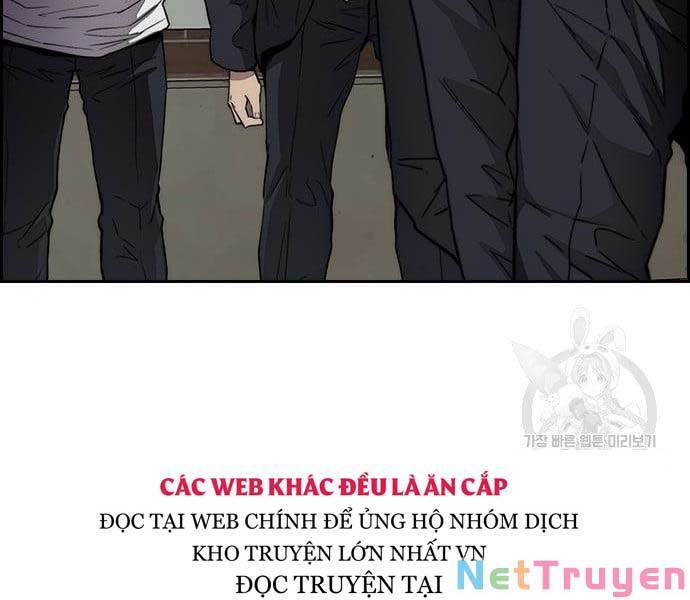 가장 빠른 웹툰 미리보기
CÁC WEB KHÁC ĐỀU LÀ ĂN CẮP
ĐỌC TẠI WEB CHÍNH ĐỂ ỦNG HỘ NHÓM DỊCH
KHO TRUYỆN LỚN NHẤT VN
ĐỌC TRUYỆN TẠI
NetTruyen